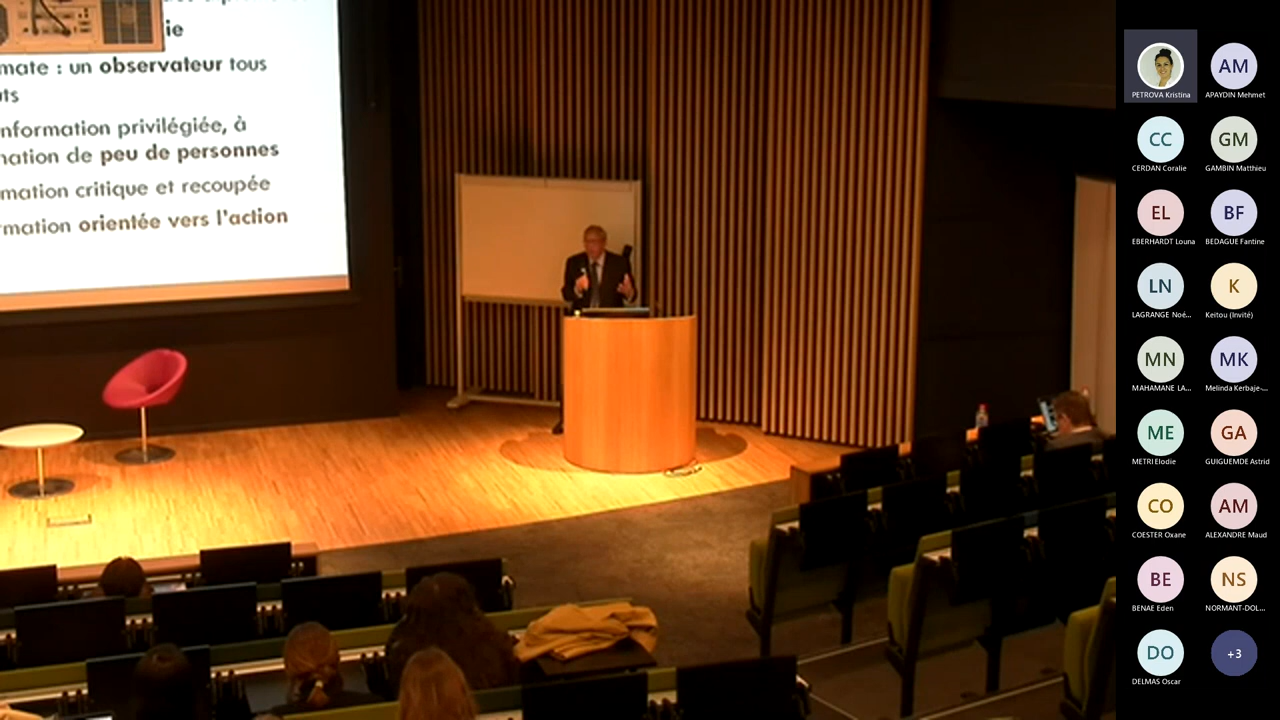 ie
mate : un observateur tous
uts
nformation privilégiée, à
nation de peu de personnes
mation critique et recoupée
rmation orientée vers l'action
PETROVA Kristina
AM
APAYDIN Mehmet
CC
CERDAN Coralie
GM
GAMBIN Matthieu
EL
EBERHARDT Louna
BF
BEDAGUE Fantine
LN
LAGRANGE Noé...
K
Keitou (Invité)
MN
MAHAMANE LA...
MK
Melinda Kerbaje-...
ME
METRI Elodie
GA
GUIGUEMDE Astrid
CO
COESTER Oxane
AM
ALEXANDRE Maud
BE
BENAE Eden
NS
NORMANT-DOL...
DO
DELMAS Oscar
+3